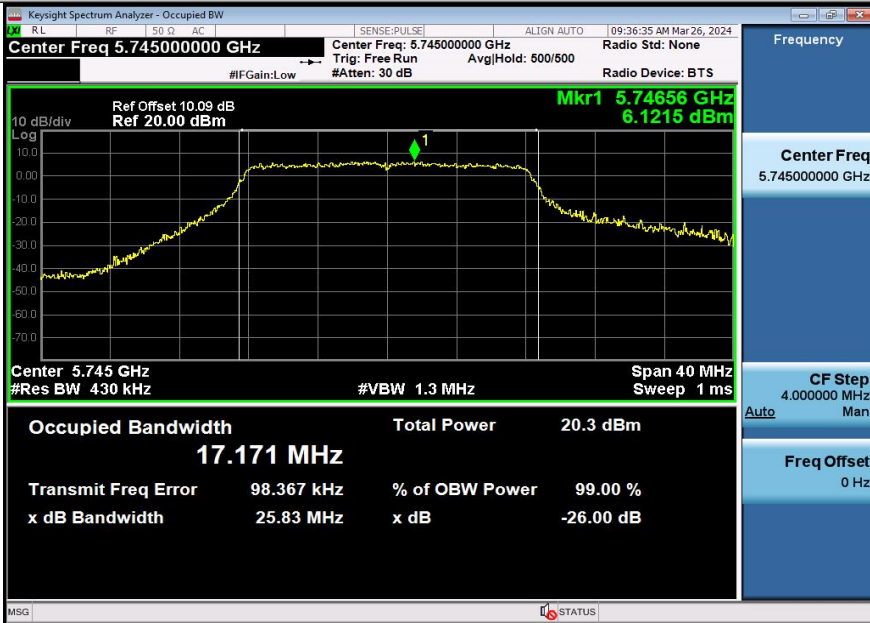 Keysight Spectrum Analyzer - Occupied BW
LXI RL RF 50 Ω AC SENSE:PULSE ALIGN AUTO 09:36:35 AM Mar 26, 2024
Center Freq 5.745000000 GHz Center Freq: 5.745000000 GHz Radio Std: None
Trig: Free Run Avg|Hold: 500/500
#IFGain:Low #Atten: 30 dB Radio Device: BTS
Frequency
Mkr1 5.74656 GHz
6.1215 dBm
Ref Offset 10.09 dB
10 dB/div Ref 20.00 dBm
Log
1
10.0
0.00
-10.0
-20.0
-30.0
-40.0
-50.0
-60.0
-70.0
Center 5.745 GHz Span 40 MHz
#Res BW 430 kHz #VBW 1.3 MHz Sweep 1 ms
Center Freq
5.745000000 GHz
CF Step
4.000000 MHz
Auto Man
Freq Offset
0 Hz
Occupied Bandwidth Total Power 20.3 dBm
17.171 MHz
Transmit Freq Error 98.367 kHz % of OBW Power 99.00 %
x dB Bandwidth 25.83 MHz x dB -26.00 dB
MSG STATUS